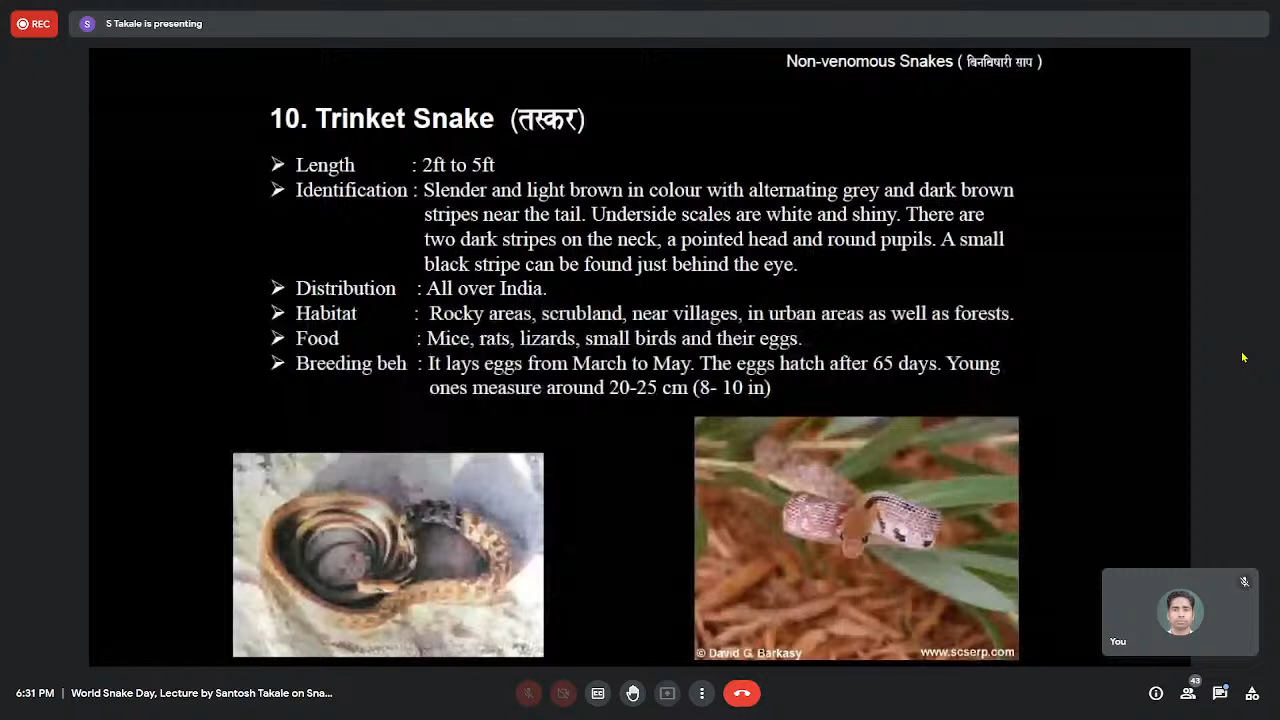 REC
S
S Takale is presenting
Non-venomous Snakes ( बिनविषारी साप )
10. Trinket Snake (तस्कर)
➢ Length : 2ft to 5ft
➢ Identification : Slender and light brown in colour with alternating grey and dark brown
stripes near the tail. Underside scales are white and shiny. There are
two dark stripes on the neck, a pointed head and round pupils. A small
black stripe can be found just behind the eye.
➢ Distribution : All over India.
➢ Habitat : Rocky areas, scrubland, near villages, in urban areas as well as forests.
➢ Food : Mice, rats, lizards, small birds and their eggs.
➢ Breeding beh : It lays eggs from March to May. The eggs hatch after 65 days. Young
ones measure around 20-25 cm (8- 10 in)
© David G. Barkasy www.scserp.com
You
6:31 PM | World Snake Day, Lecture by Santosh Takale on Sna...
43